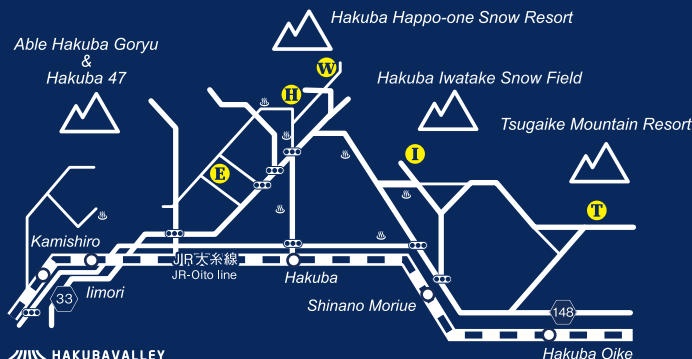 Hakuba Happo-one Snow Resort
Able Hakuba Goryu
&
Hakuba 47
Hakuba Iwatake Snow Field
Tsugaike Mountain Resort
W
H
I
E
T
Kamishiro
JR大糸線
JR-Oito line
Iimori
Hakuba
33
Shinano Moriue
148
HAKUBAVALLEY
Hakuba Oike